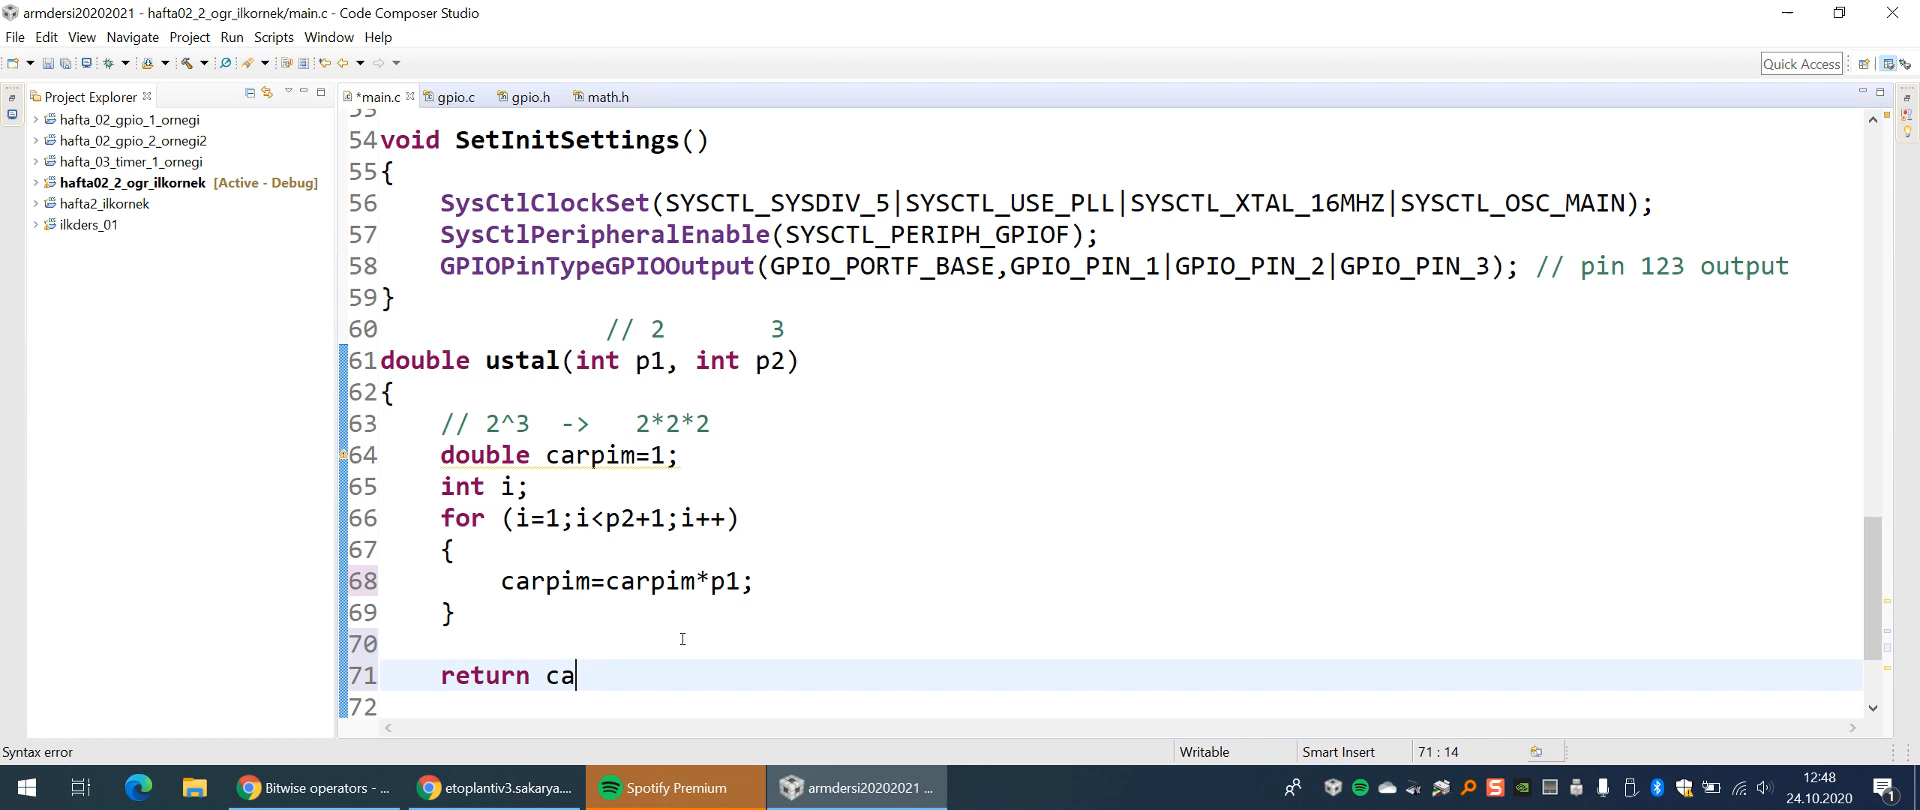 armdersi20202021 - hafta02_2_ogr_ilkornek/main.c - Code Composer Studio
File Edit View Navigate Project Run Scripts Window Help
Quick Access
Project Explorer
*main.c gpio.c gpio.h math.h
hafta_02_gpio_1_ornegi
hafta_02_gpio_2_ornegi2
hafta_03_timer_1_ornegi
hafta02_2_ogr_ilkornek [Active - Debug]
hafta2_ilkornek
ilkders_01
53
54 void SetInitSettings()
55 {
56 SysCtlClockSet(SYSCTL_SYSDIV_5|SYSCTL_USE_PLL|SYSCTL_XTAL_16MHZ|SYSCTL_OSC_MAIN);
57 SysCtlPeripheralEnable(SYSCTL_PERIPH_GPIOF);
58 GPIOPinTypeGPIOOutput(GPIO_PORTF_BASE,GPIO_PIN_1|GPIO_PIN_2|GPIO_PIN_3); // pin 123 output
59 }
60 // 2 3
61 double ustal(int p1, int p2)
62 {
63 // 2^3 -> 2*2*2
64 double carpim=1;
65 int i;
66 for (i=1;i<p2+1;i++)
67 {
68 carpim=carpim*p1;
69 }
70
71 return ca
72
Syntax error Writable Smart Insert 71 : 14
Bitwise operators - ... etoplantiv3.sakarya.... Spotify Premium armdersi20202021 ...
12:48
24.10.2020
1